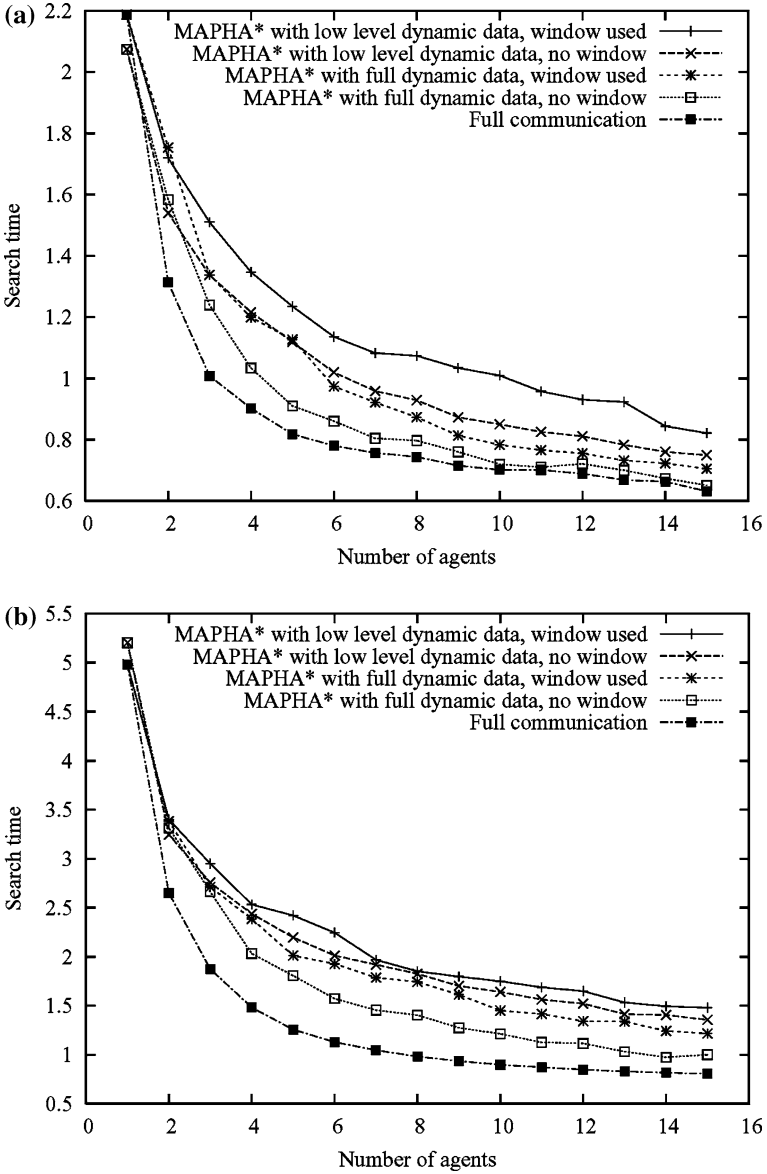 (a)
2.2
2
1.8
1.6
1.4
1.2
1
0.8
0.6
Search time
MAPHA* with low level dynamic data, window used
MAPHA* with low level dynamic data, no window
MAPHA* with full dynamic data, window used
MAPHA* with full dynamic data, no window
Full communication
0 2 4 6 8 10 12 14 16
Number of agents
(b)
5.5
5
4.5
4
3.5
3
2.5
2
1.5
1
0.5
Search time
MAPHA* with low level dynamic data, window used
MAPHA* with low level dynamic data, no window
MAPHA* with full dynamic data, window used
MAPHA* with full dynamic data, no window
Full communication
0 2 4 6 8 10 12 14 16
Number of agents